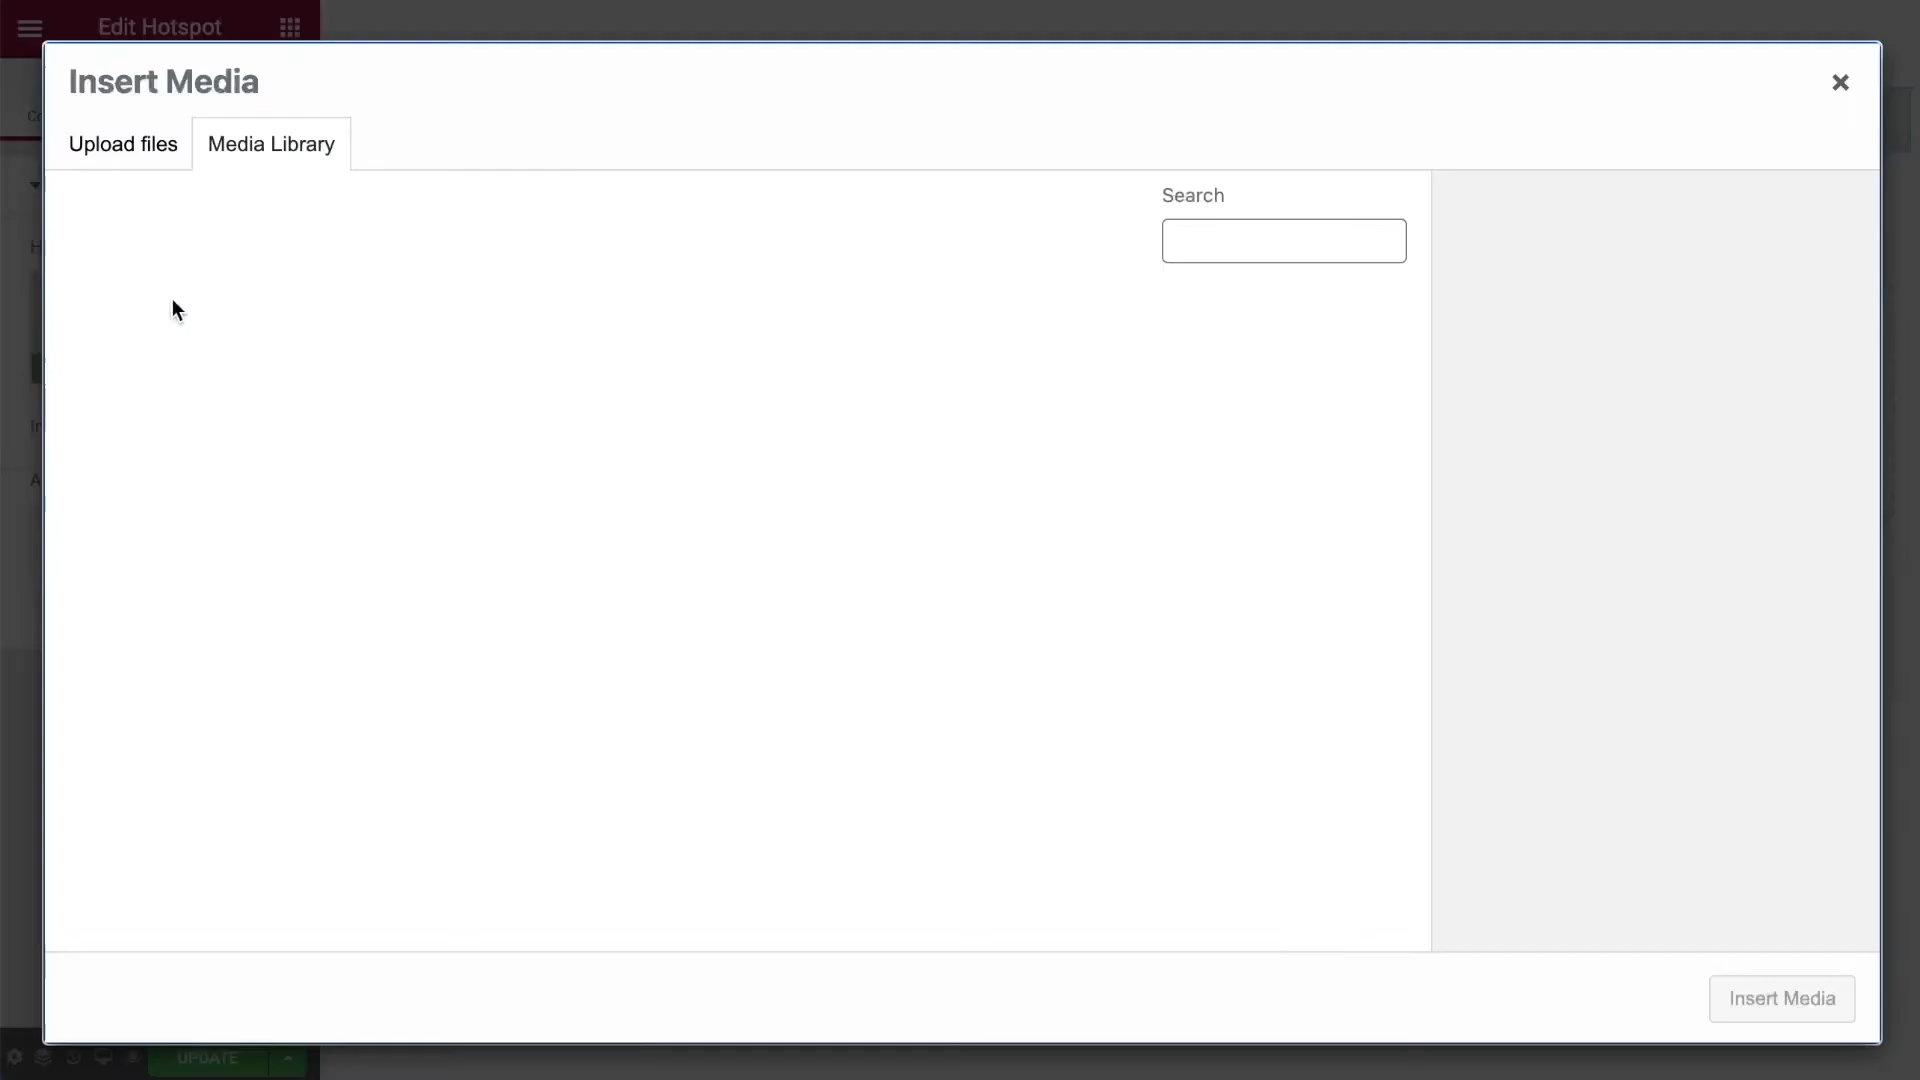 Edit Hotspot
Insert Media
Upload files
Media Library
Search
Insert Media
UPDATE